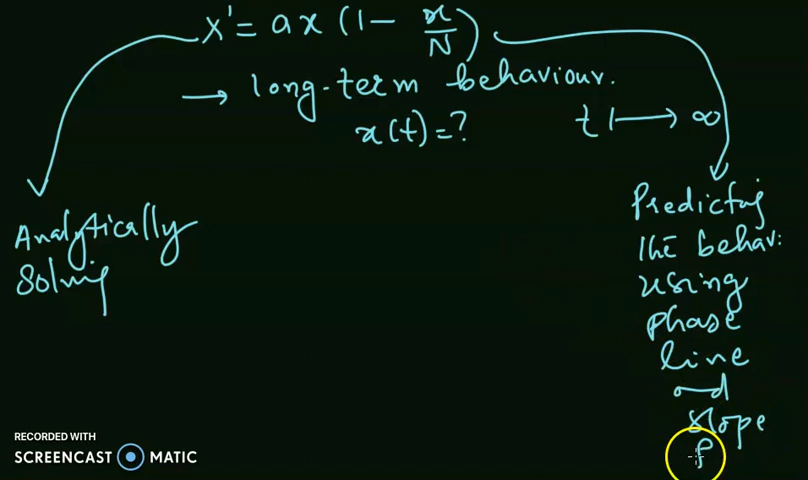 x' = ax (1 - x/N)
→ long-term behaviour.
x(t) = ?
t ↦ ∞
Analytically
Solving
Predicting
the behav:
using
phase
line
and
slope
f
RECORDED WITH
SCREENCAST MATIC